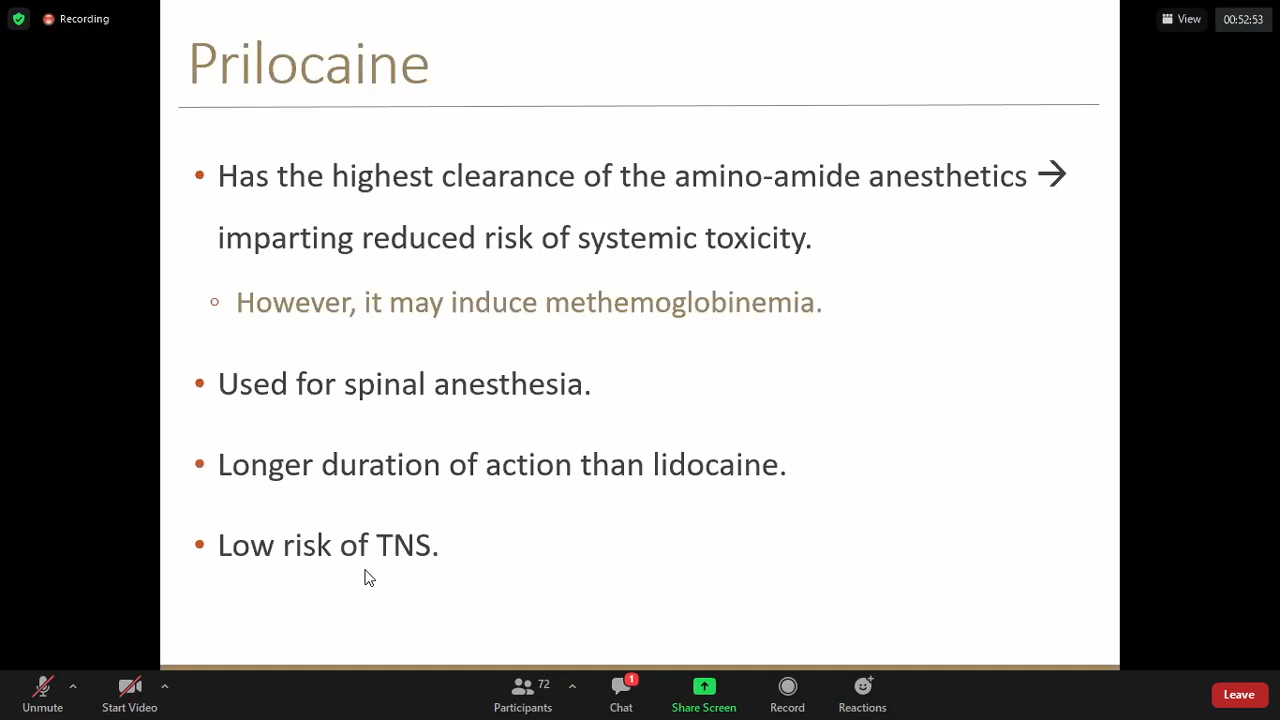 Recording
View
00:52:53
Prilocaine
• Has the highest clearance of the amino-amide anesthetics →
imparting reduced risk of systemic toxicity.
◦ However, it may induce methemoglobinemia.
• Used for spinal anesthesia.
• Longer duration of action than lidocaine.
• Low risk of TNS.
Unmute
Start Video
72
Participants
1
Chat
Share Screen
Record
Reactions
Leave